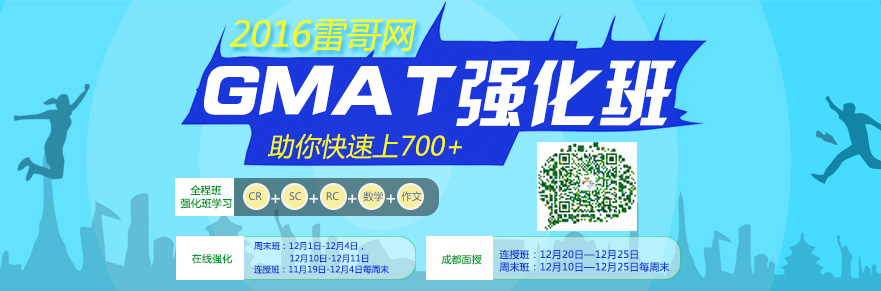 2016雷哥网
GMAT强化班
助你快速上700+
全程班
强化班学习
CR+SC+RC+数学+作文
在线强化
周末班：12月1日-12月4日，
12月10日-12月11日
连授班：11月19日-12月4日每周末
成都面授
连授班：12月20日—12月25日
周末班：12月10日—12月25日每周末